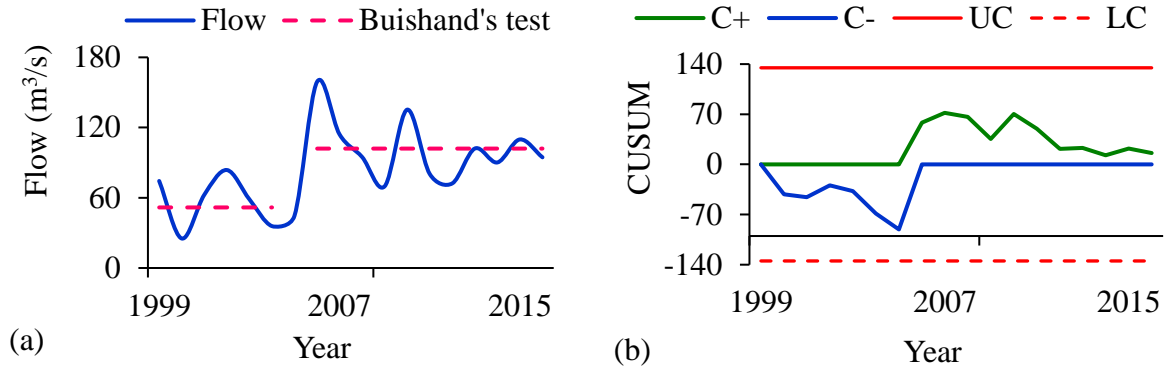 Flow Buishand's test
180
120
60
0
Flow (m³/s)
1999 2007 2015
Year
(a)
C+ C- UC LC
140
70
0
-70
-140
CUSUM
1999 2007 2015
Year
(b)